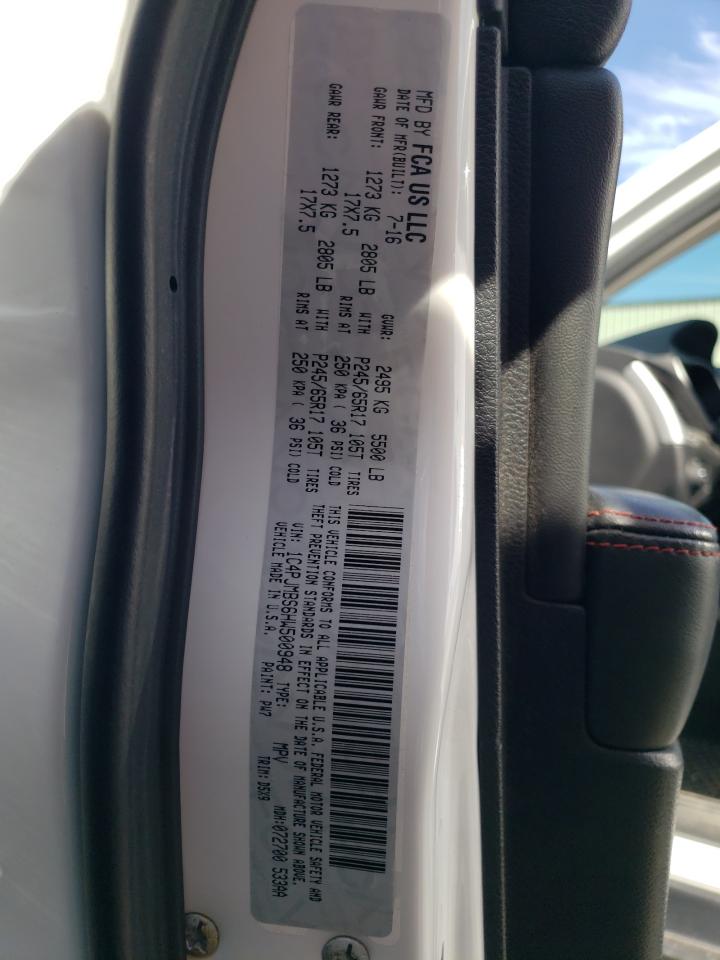 MFD BY FCA US LLC
DATE OF MFR(BUILT): 7-16 GVWR: 2495 KG 5500 LB
GAWR FRONT: 1273 KG 2805 LB WITH P245/65R17 105T TIRES
17X7.5 RIMS AT 250 KPA ( 36 PSI) COLD
GAWR REAR: 1273 KG 2805 LB WITH P245/65R17 105T TIRES
17X7.5 RIMS AT 250 KPA ( 36 PSI) COLD
THIS VEHICLE CONFORMS TO ALL APPLICABLE U.S.A. FEDERAL MOTOR VEHICLE SAFETY AND
THEFT PREVENTION STANDARDS IN EFFECT ON THE DATE OF MANUFACTURE SHOWN ABOVE.
VIN: 1C4PJMBS6HW500948 TYPE: MPV MDH:072700 533AA
VEHICLE MADE IN U.S.A. PAINT: PW7 TRIM: D5X9